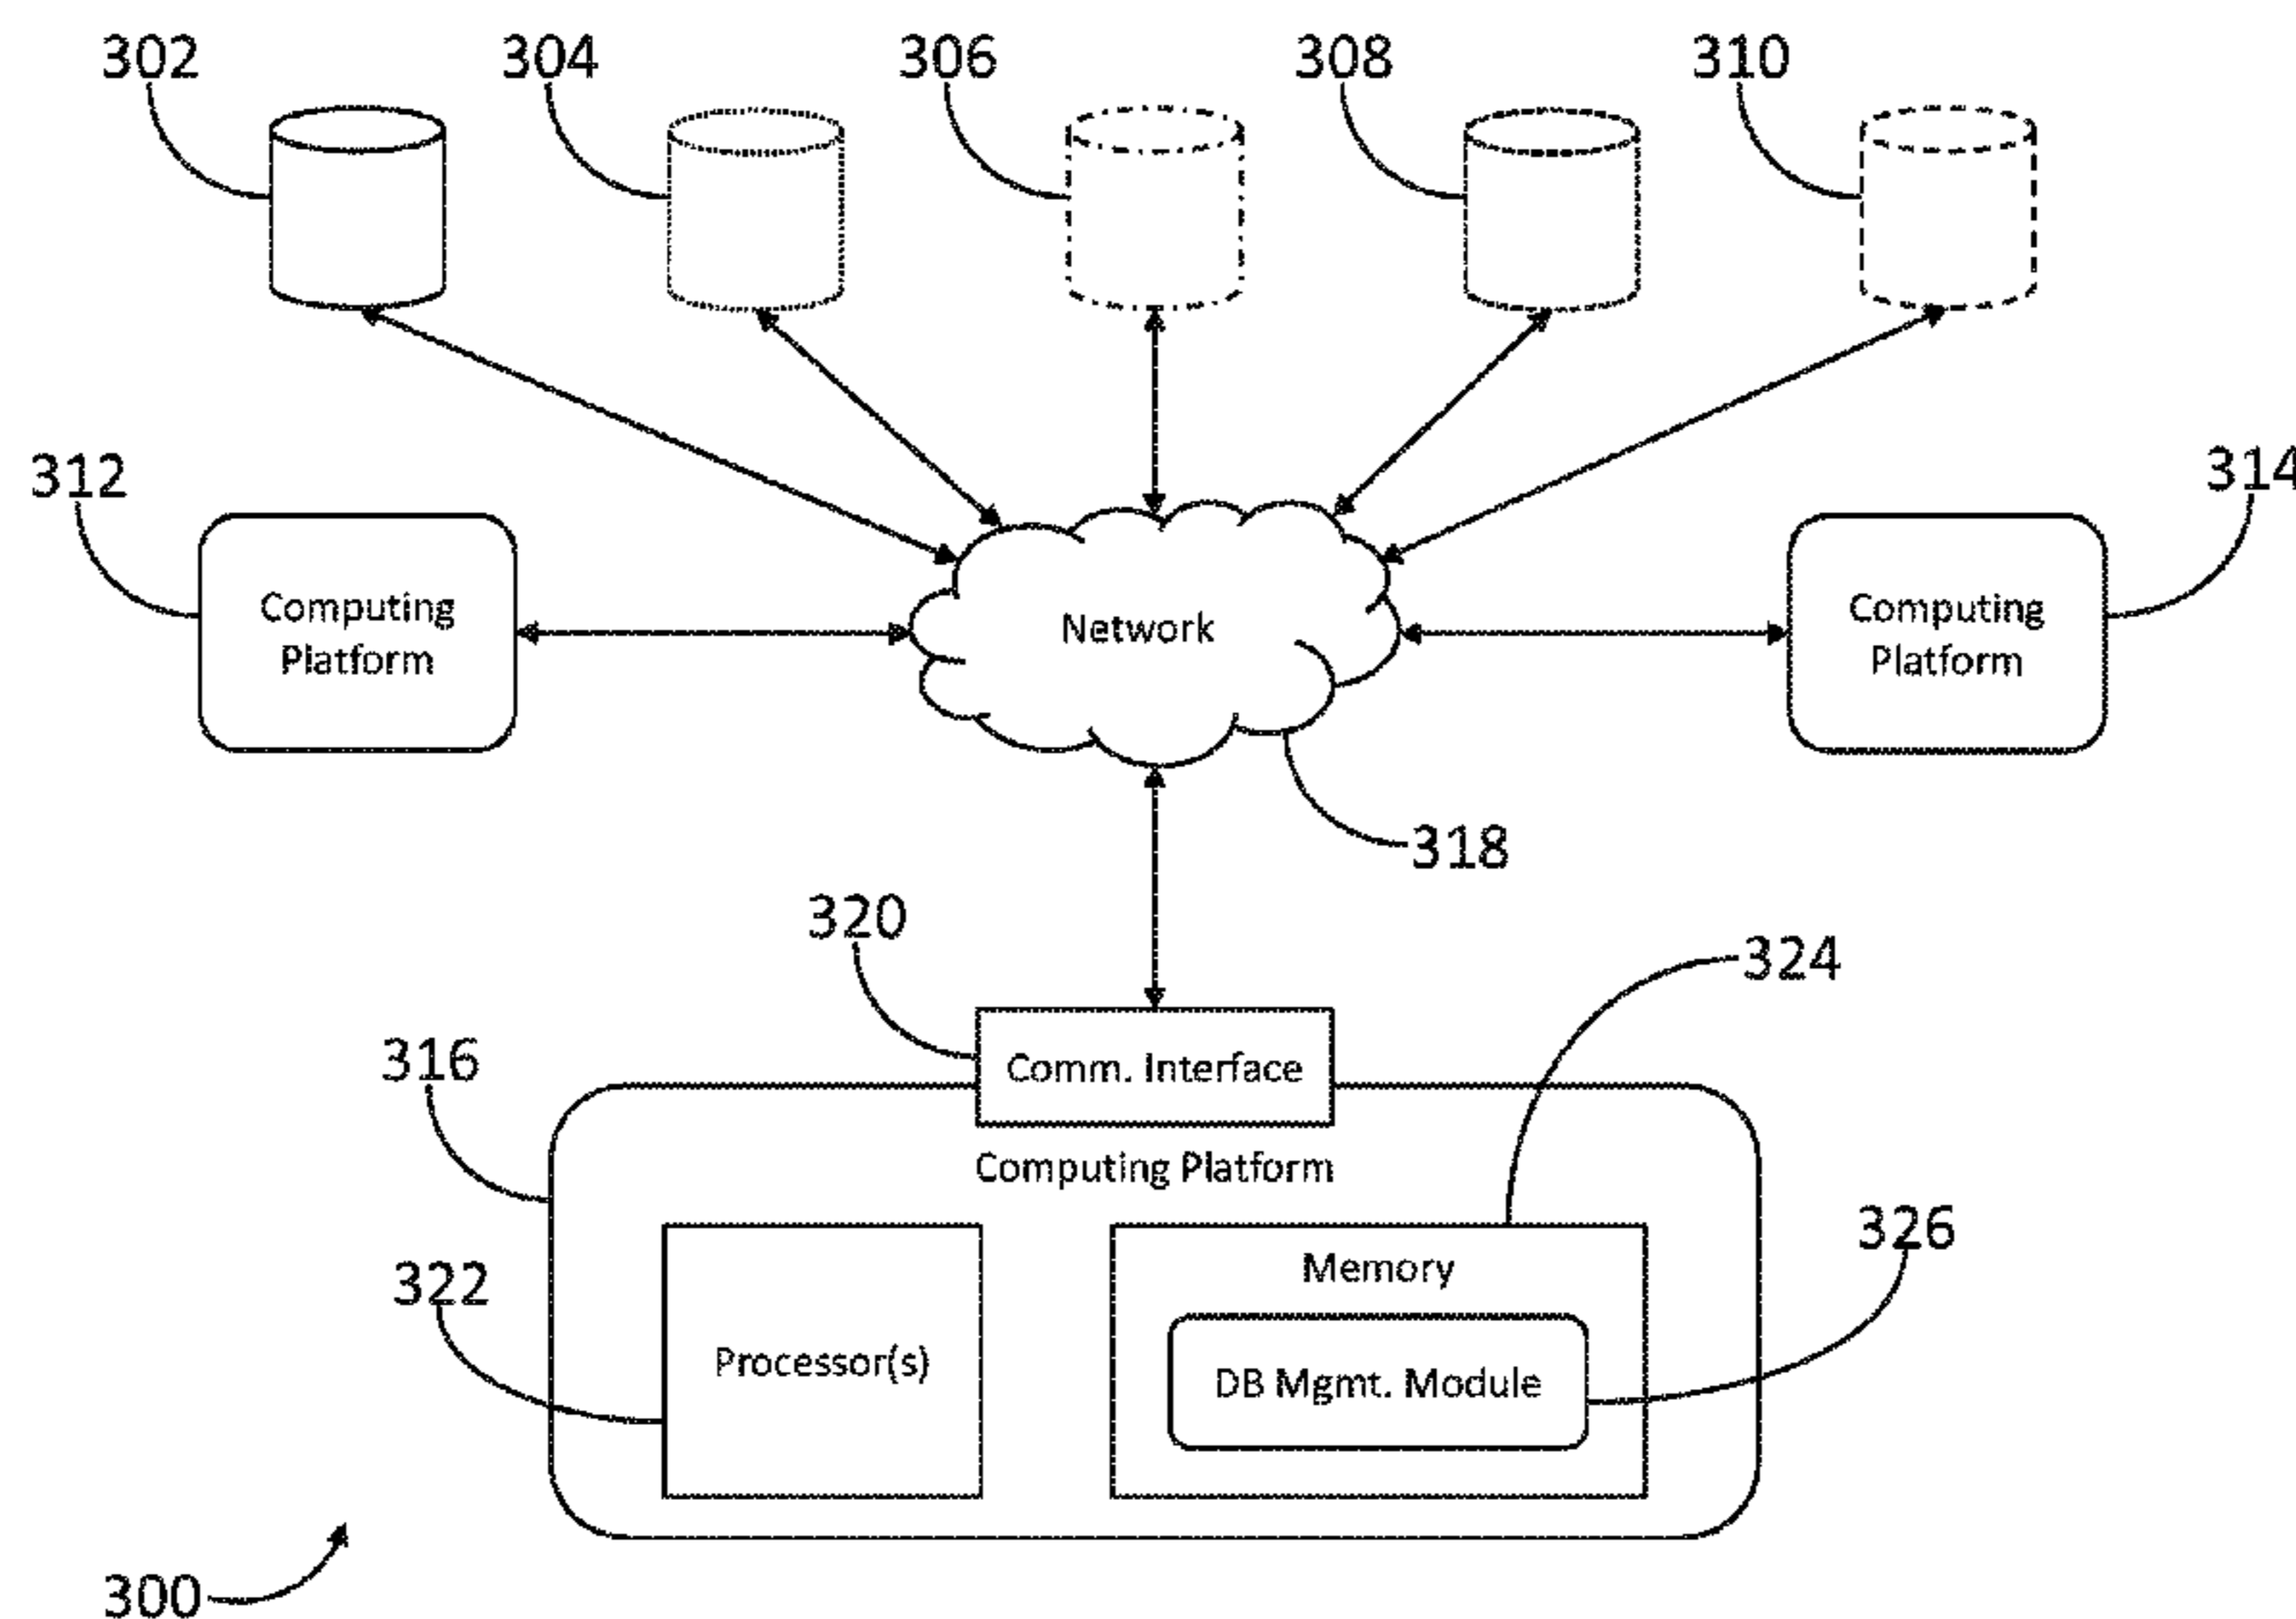 302
304
306
308
310
312
314
Computing
Platform
Network
Computing
Platform
318
320
324
316
Comm. Interface
Computing Platform
326
322
Memory
Processor(s)
DB Mgmt. Module
300